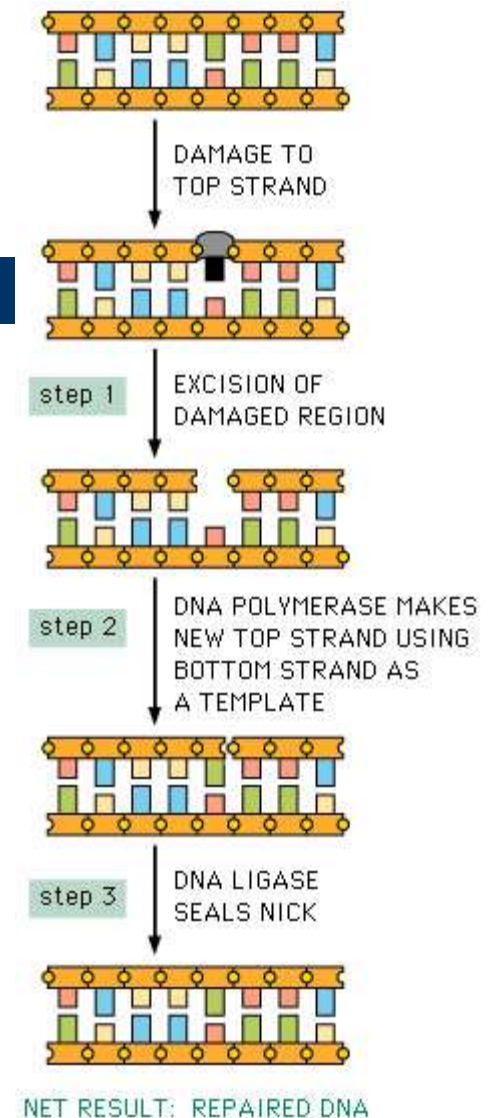 DAMAGE TO
TOP STRAND
step 1
EXCISION OF
DAMAGED REGION
step 2
DNA POLYMERASE MAKES
NEW TOP STRAND USING
BOTTOM STRAND AS
A TEMPLATE
step 3
DNA LIGASE
SEALS NICK
NET RESULT: REPAIRED DNA